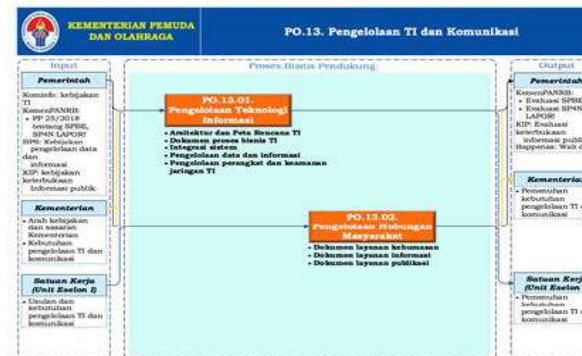 KEMENTERIAN PEMUDA
DAN OLAHRAGA
PO.13. Pengelolaan TI dan Komunikasi
Input
Pemerintah
Kominfo: kebijakan
TI
KemenPANRB:
• PP 25/2018
tentang SPBE,
SP4N LAPOR!
BPS: Kebijakan
pengelolaan data
dan
informasi
KIP: kebijakan
keterbukaan
Informasi publik
Kementerian
• Arah kebijakan
dan sasaran
Kementerian
• Kebutuhan
pengelolaan TI dan
komunikasi
Satuan Kerja
(Unit Eselon I)
• Usulan dan
kebutuhan
pengelolaan TI dan
komunikasi
Proses Bisnis Pendukung
PO.13.01.
Pengelolaan Teknologi
Informasi
• Arsitektur dan Peta Rencana TI
• Dokumen proses bisnis TI
• Integrasi sistem
• Pengelolaan data dan informasi
• Pengelolaan perangkat dan keamanan
jaringan TI
PO.13.02.
Pengelolaan Hubungan
Masyarakat
• Dokumen layanan kehumasan
• Dokumen layanan informasi
• Dokumen layanan publikasi
Output
Pemerintah
KemenPANRB:
• Evaluasi SPBE
• Evaluasi SP4N
LAPOR!
KIP: Evaluasi
keterbukaan
informasi publ
Bappenas: Wali d
Kementerian
• Pemenuhan
kebutuhan
pengelolaan TI d
komunikasi
Satuan Kerj
(Unit Eselon
• Pemenuhan
kebutuhan
pengelolaan TI d
komunikasi